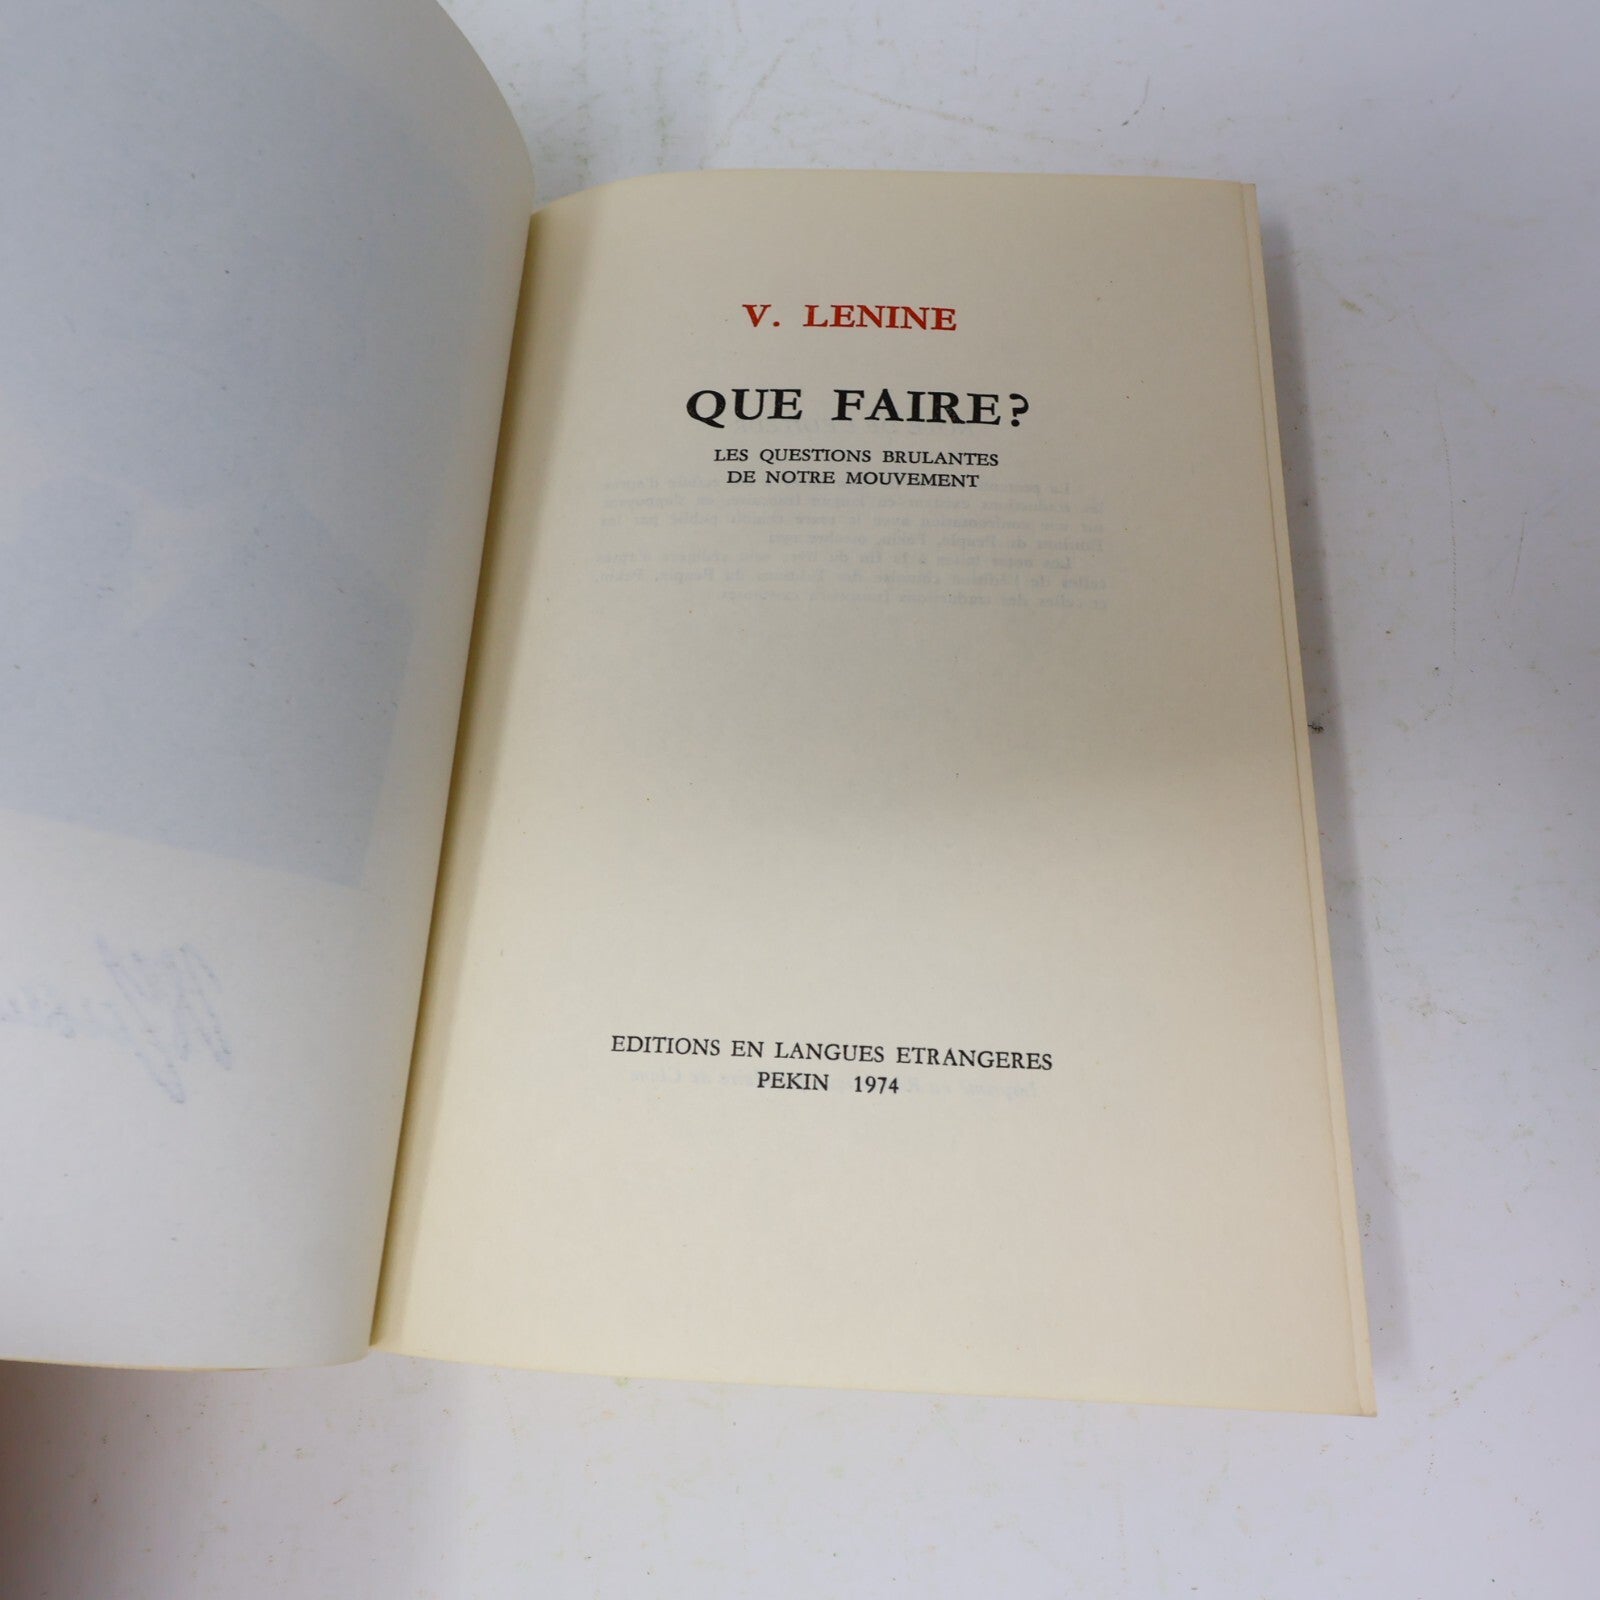 V. LENINE
QUE FAIRE?
LES QUESTIONS BRULANTES
DE NOTRE MOUVEMENT
EDITIONS EN LANGUES ETRANGERES
PEKIN 1974